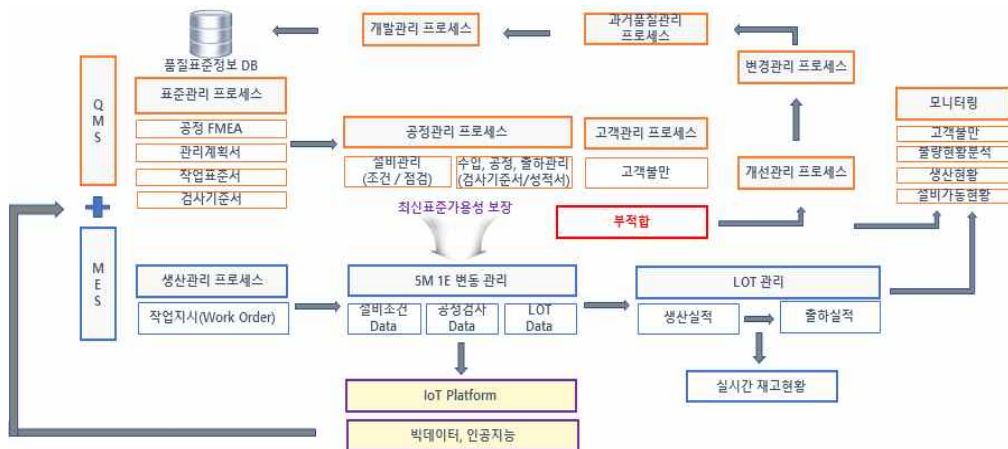 개발관리 프로세스
과거품질관리
프로세스
품질표준정보 DB
변경관리 프로세스
QMS
표준관리 프로세스
공정 FMEA
관리계획서
작업표준서
검사기준서
공정관리 프로세스
설비관리
(조건 / 점검)
수입, 공정, 출하관리
(검사기준서/성적서)
최신표준가용성 보장
고객관리 프로세스
고객불만
부적합
개선관리 프로세스
모니터링
고객불만
불량현황분석
생산현황
설비가동현황
MES
생산관리 프로세스
작업지시(Work Order)
5M 1E 변동 관리
설비조건
Data
공정검사
Data
LOT
Data
LOT 관리
생산실적
출하실적
실시간 재고현황
IoT Platform
빅데이터, 인공지능